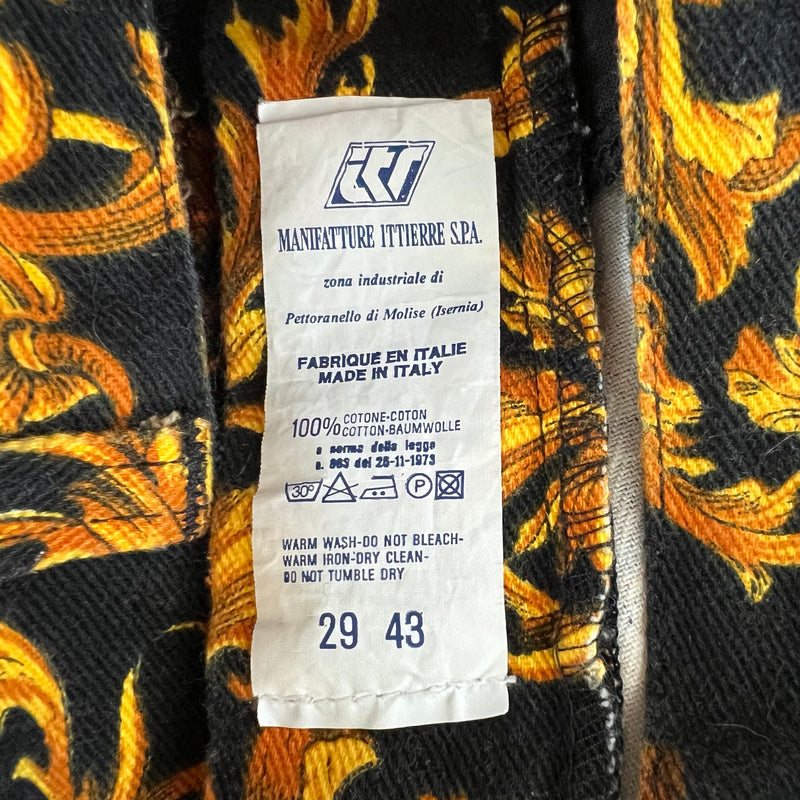 ITR
MANIFATTURE ITTIERRE S.P.A.
zona industriale di
Pettoranello di Molise (Isernia)
FABRIQUÉ EN ITALIE
MADE IN ITALY
100% COTONE-COTON
COTTON-BAUMWOLLE
a norma della legge
n. 883 del 26-11-1973
30° P
WARM WASH-DO NOT BLEACH-
WARM IRON-DRY CLEAN-
DO NOT TUMBLE DRY
29 43